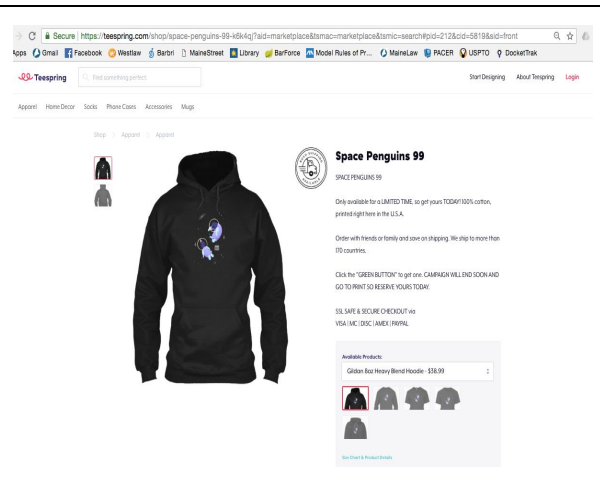 Secure | https://teespring.com/shop/space-penguins-99-k6k4qj?aid=marketplace&tsmac=marketplace&tsmic=search#pid=212&cid=5819&sid=front
Apps Gmail Facebook Westlaw Barbri MaineStreet Library BarForce Model Rules of Pr... MaineLaw PACER USPTO DocketTrak
Teespring Find something perfect Start Designing About Teespring Login
Apparel Home Decor Socks Phone Cases Accessories Mugs
Shop Apparel Apparel
Space Penguins 99
SPACE PENGUINS 99
Only available for a LIMITED TIME, so get yours TODAY! 100% cotton,
printed right here in the U.S.A.
Order with friends or family and save on shipping. We ship to more than
170 countries.
Click the "GREEN BUTTON" to get one. CAMPAIGN WILL END SOON AND
GO TO PRINT SO RESERVE YOURS TODAY.
SSL SAFE & SECURE CHECKOUT via
VISA | MC | DISC | AMEX | PAYPAL
Available Products:
Gildan 8oz Heavy Blend Hoodie - $38.99
Size Chart & Product Details